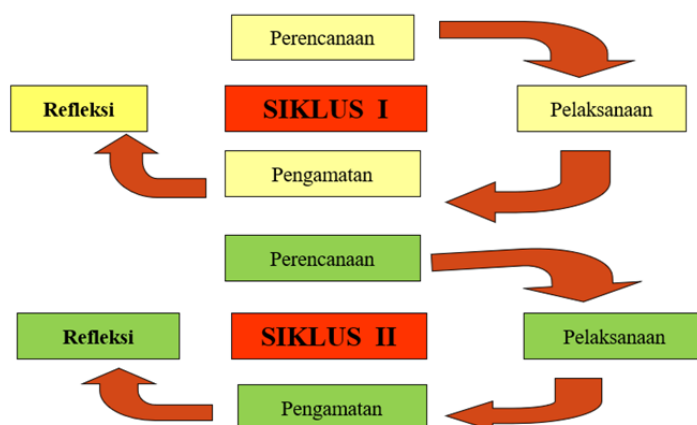 Perencanaan
Refleksi
SIKLUS I
Pelaksanaan
Pengamatan
Perencanaan
Refleksi
SIKLUS II
Pelaksanaan
Pengamatan